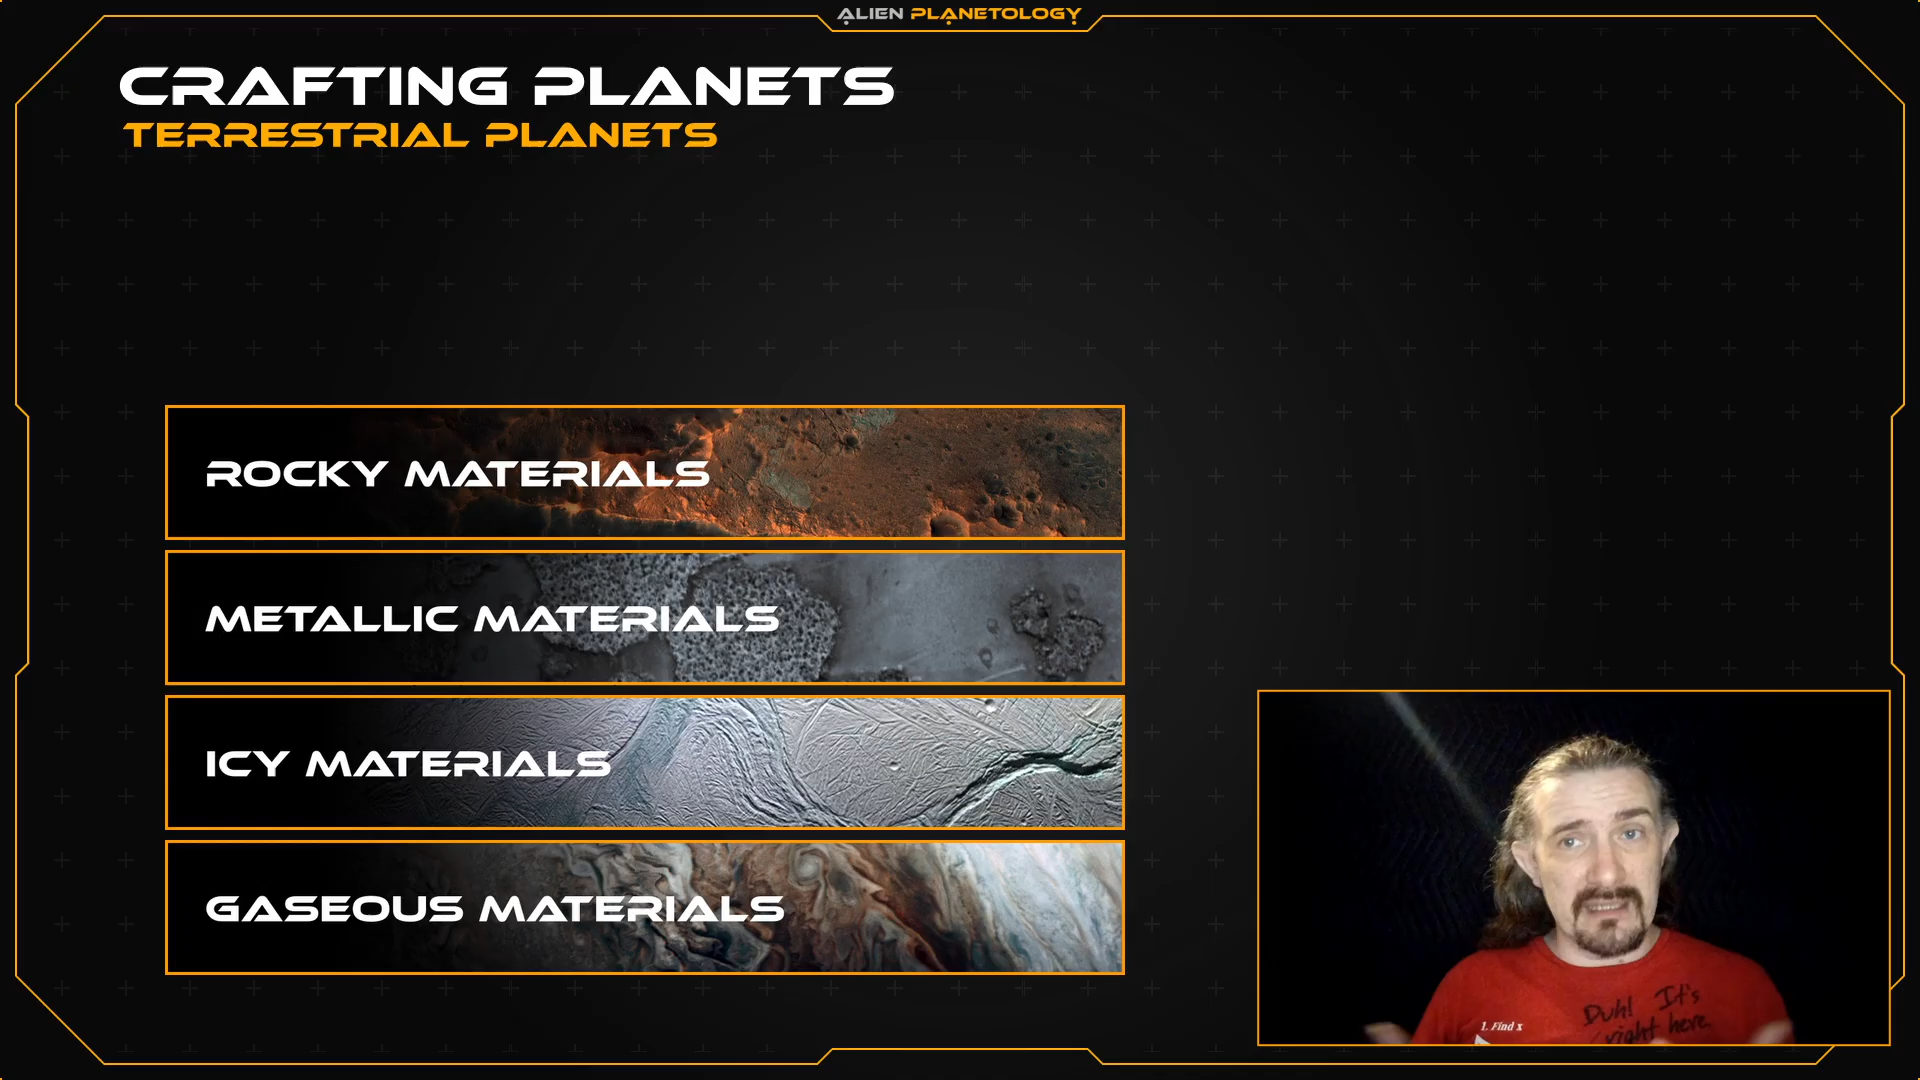 ALIEN PLANETOLOGY
CRAFTING PLANETS
TERRESTRIAL PLANETS
ROCKY MATERIALS
METALLIC MATERIALS
ICY MATERIALS
GASEOUS MATERIALS
Duh! It's
right here
1. Find x